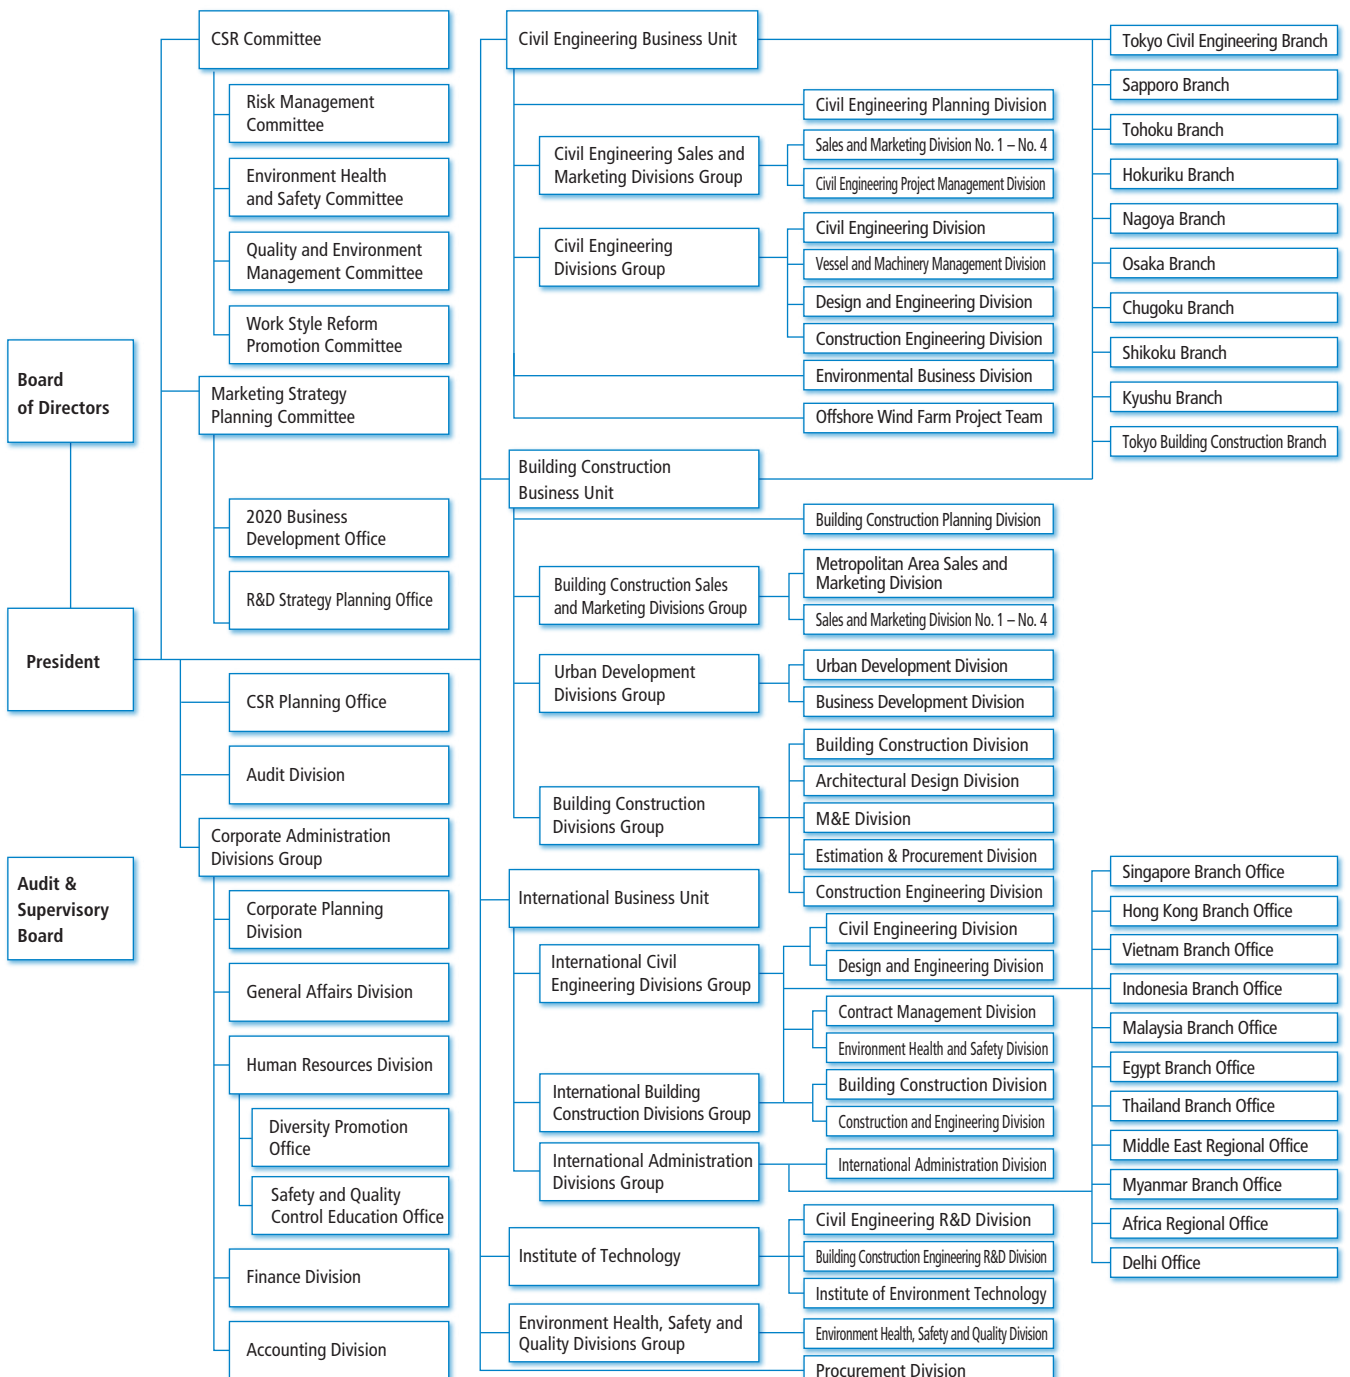 Board
of Directors
President
Audit &
Supervisory
Board
CSR Committee
Risk Management
Committee
Environment Health
and Safety Committee
Quality and Environment
Management Committee
Work Style Reform
Promotion Committee
Marketing Strategy
Planning Committee
2020 Business
Development Office
R&D Strategy Planning Office
CSR Planning Office
Audit Division
Corporate Administration
Divisions Group
Corporate Planning
Division
General Affairs Division
Human Resources Division
Diversity Promotion
Office
Safety and Quality
Control Education Office
Finance Division
Accounting Division
Civil Engineering Business Unit
Civil Engineering Planning Division
Civil Engineering Sales and
Marketing Divisions Group
Sales and Marketing Division No. 1 – No. 4
Civil Engineering Project Management Division
Civil Engineering
Divisions Group
Civil Engineering Division
Vessel and Machinery Management Division
Design and Engineering Division
Construction Engineering Division
Environmental Business Division
Offshore Wind Farm Project Team
Building Construction
Business Unit
Building Construction Planning Division
Building Construction Sales
and Marketing Divisions Group
Metropolitan Area Sales and
Marketing Division
Sales and Marketing Division No. 1 – No. 4
Urban Development
Divisions Group
Urban Development Division
Business Development Division
Building Construction
Divisions Group
Building Construction Division
Architectural Design Division
M&E Division
Estimation & Procurement Division
Construction Engineering Division
International Business Unit
International Civil
Engineering Divisions Group
Civil Engineering Division
Design and Engineering Division
Contract Management Division
Environment Health and Safety Division
International Building
Construction Divisions Group
Building Construction Division
Construction and Engineering Division
International Administration
Divisions Group
International Administration Division
Institute of Technology
Civil Engineering R&D Division
Building Construction Engineering R&D Division
Institute of Environment Technology
Environment Health, Safety and
Quality Divisions Group
Environment Health, Safety and Quality Division
Procurement Division
Tokyo Civil Engineering Branch
Sapporo Branch
Tohoku Branch
Hokuriku Branch
Nagoya Branch
Osaka Branch
Chugoku Branch
Shikoku Branch
Kyushu Branch
Tokyo Building Construction Branch
Singapore Branch Office
Hong Kong Branch Office
Vietnam Branch Office
Indonesia Branch Office
Malaysia Branch Office
Egypt Branch Office
Thailand Branch Office
Middle East Regional Office
Myanmar Branch Office
Africa Regional Office
Delhi Office